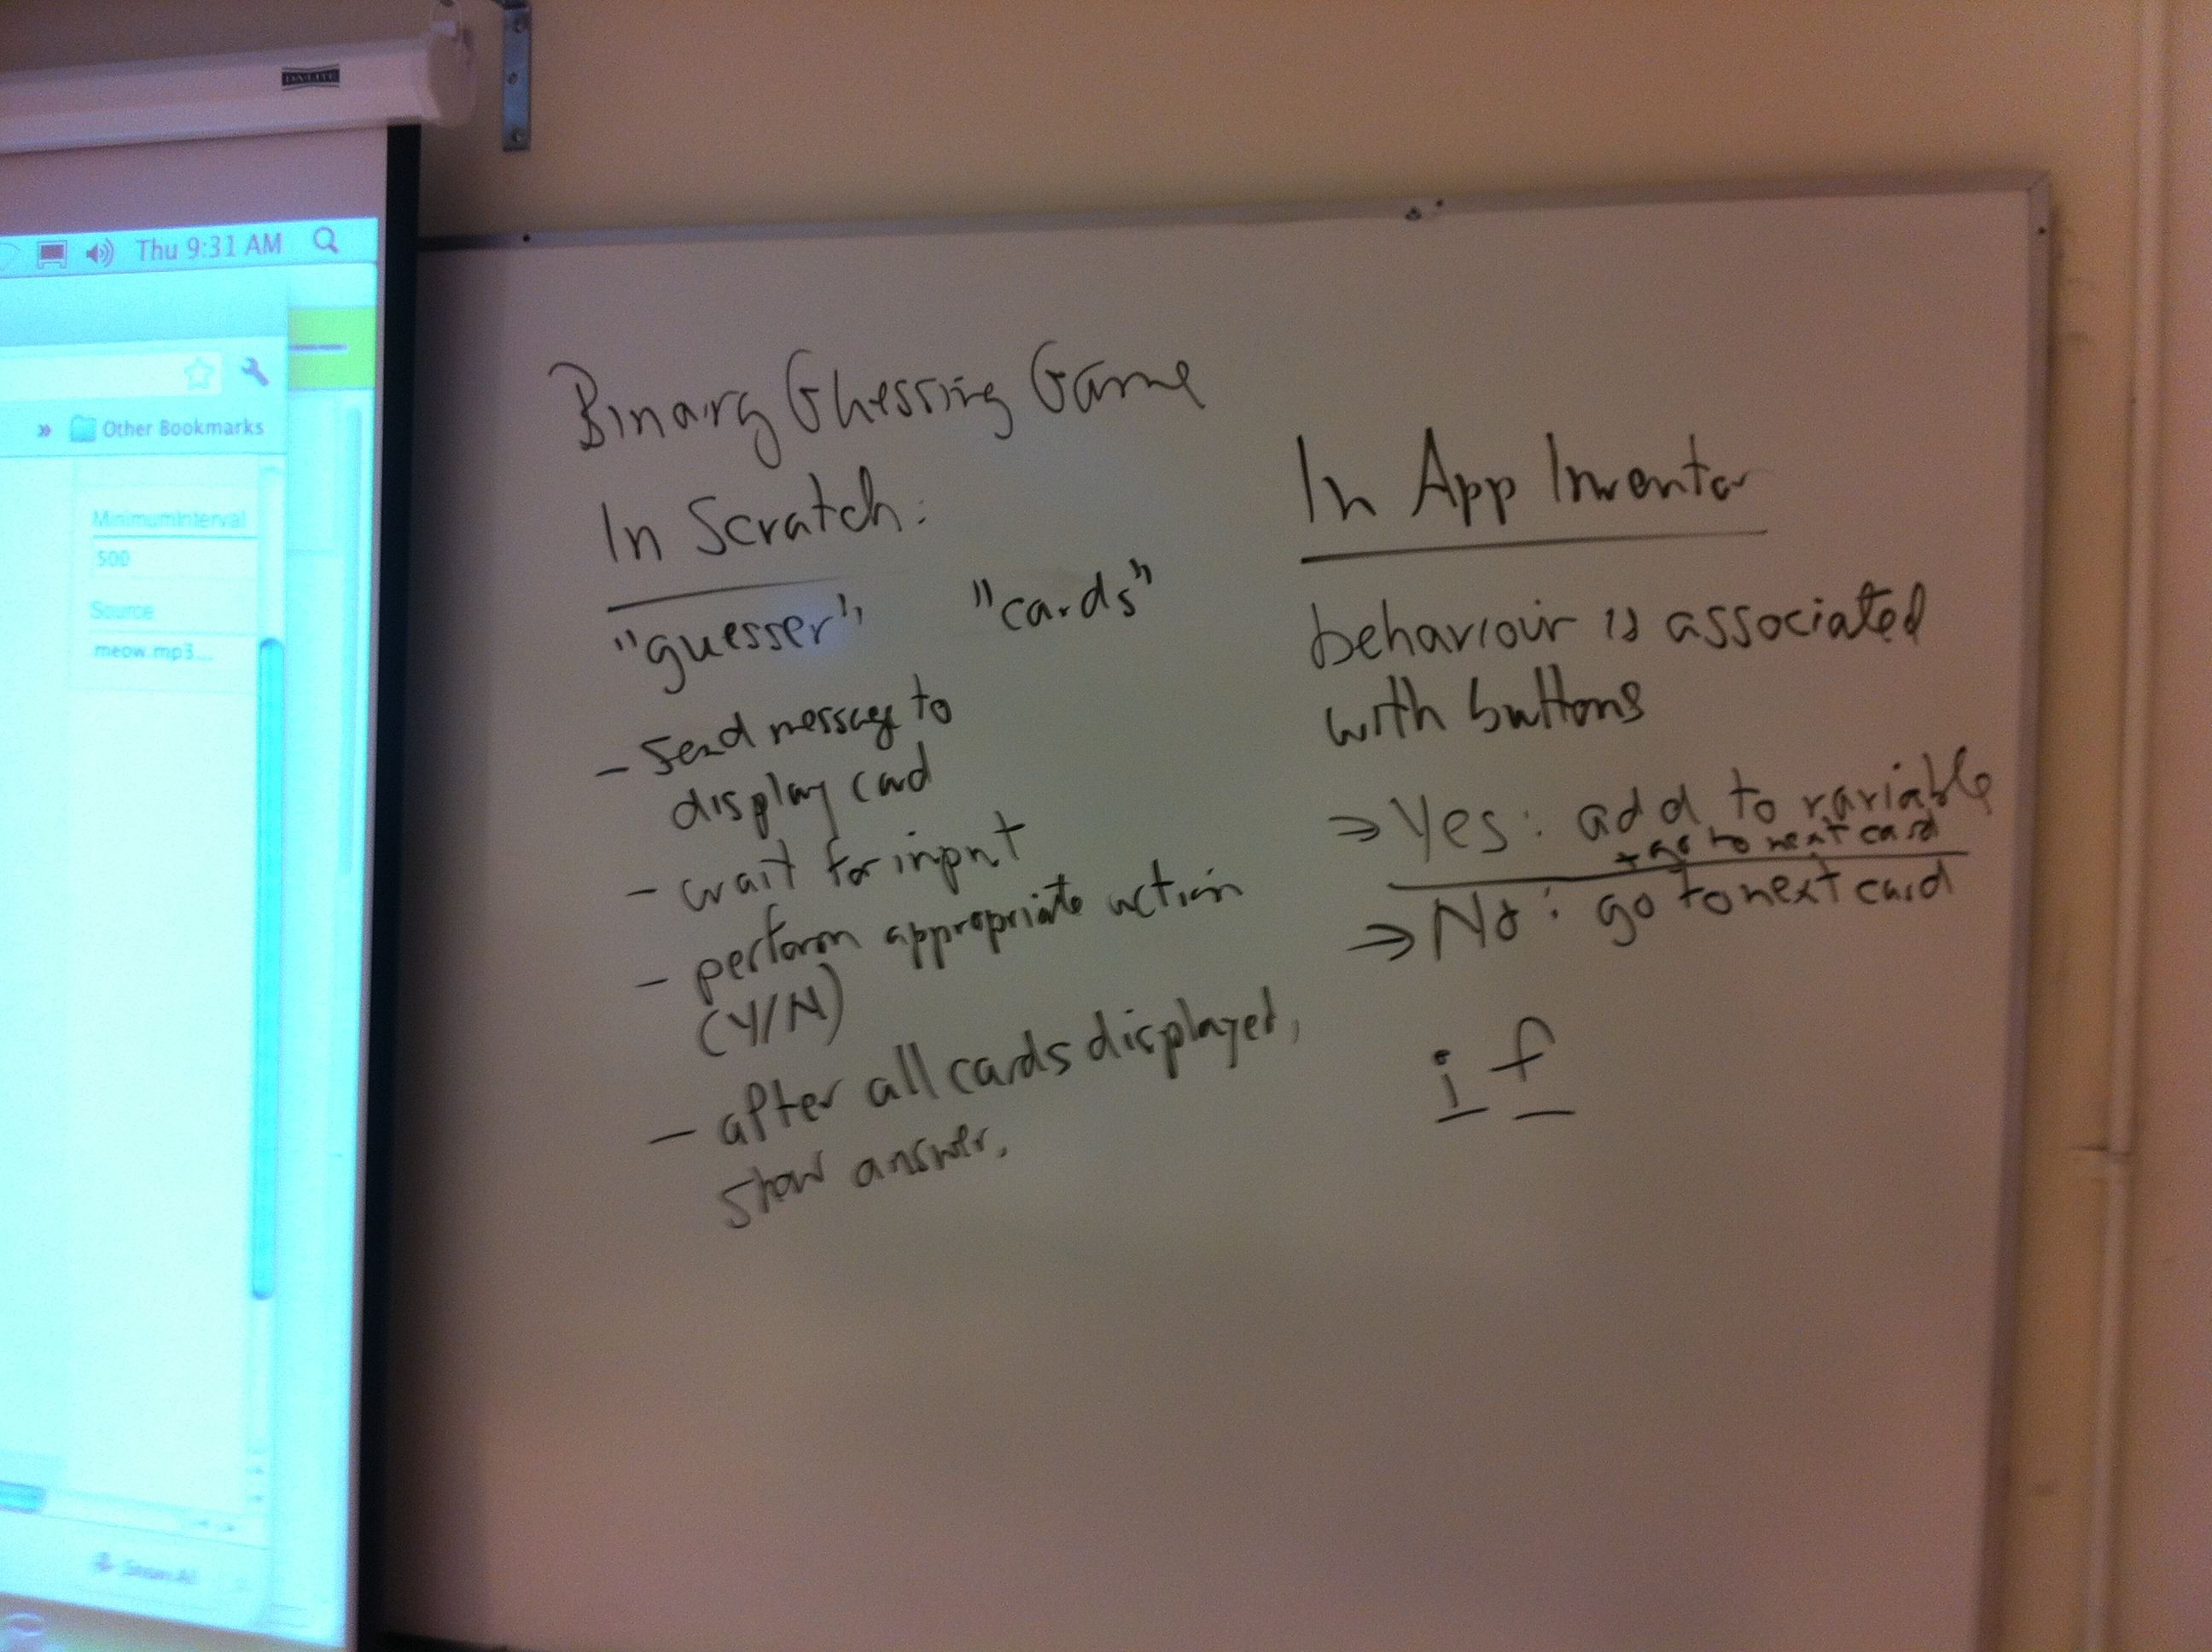 DA-LITE
Thu 9:31 AM
Other Bookmarks
MinimumInterval
500
Source
meow.mp3...
Show All
Binary Guessing Game
In Scratch:
"guesser" "cards"
- send message to
display card
- wait for input
- perform appropriate action
(Y/N)
- after all cards displayed,
show answer.
In App Inventor
behaviour is associated
with buttons
⇒ Yes: add to variable
+ go to next card
⇒ No: go to next card
if